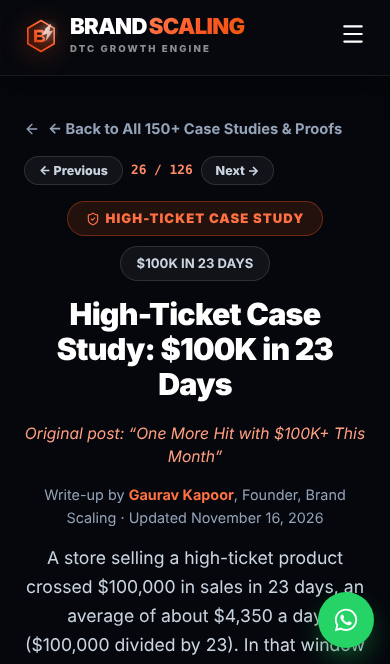 BRAND SCALING
DTC GROWTH ENGINE
← ← Back to All 150+ Case Studies & Proofs
← Previous 26 / 126 Next →
HIGH-TICKET CASE STUDY
$100K IN 23 DAYS
High-Ticket Case
Study: $100K in 23
Days
Original post: “One More Hit with $100K+ This
Month”
Write-up by Gaurav Kapoor, Founder, Brand
Scaling · Updated November 16, 2026
A store selling a high-ticket product
crossed $100,000 in sales in 23 days, an
average of about $4,350 a day
($100,000 divided by 23). In that window